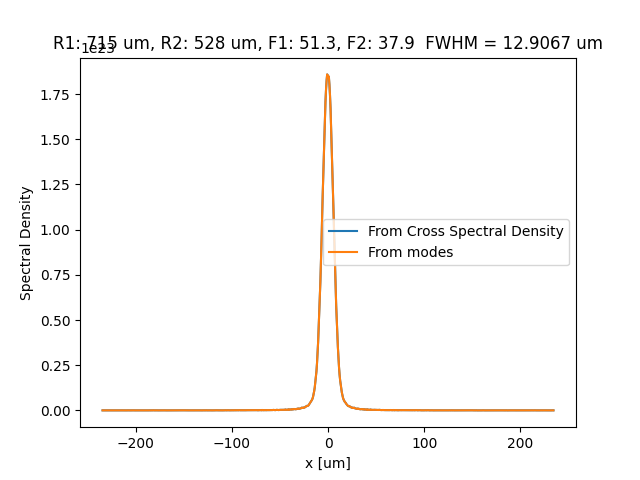 R1: 715 um, R2: 528 um, F1: 51.3, F2: 37.9  FWHM = 12.9067 um
1e23
1.75
1.50
1.25
1.00
0.75
0.50
0.25
0.00
Spectral Density
From Cross Spectral Density
From modes
−200
−100
0
100
200
x [um]